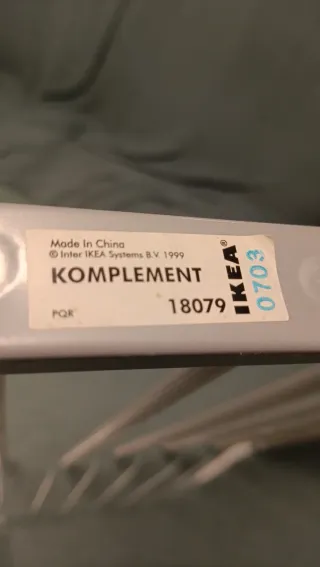 Made In China
© Inter IKEA Systems B.V. 1999
KOMPLEMENT
PQR
18079
IKEA®
0703